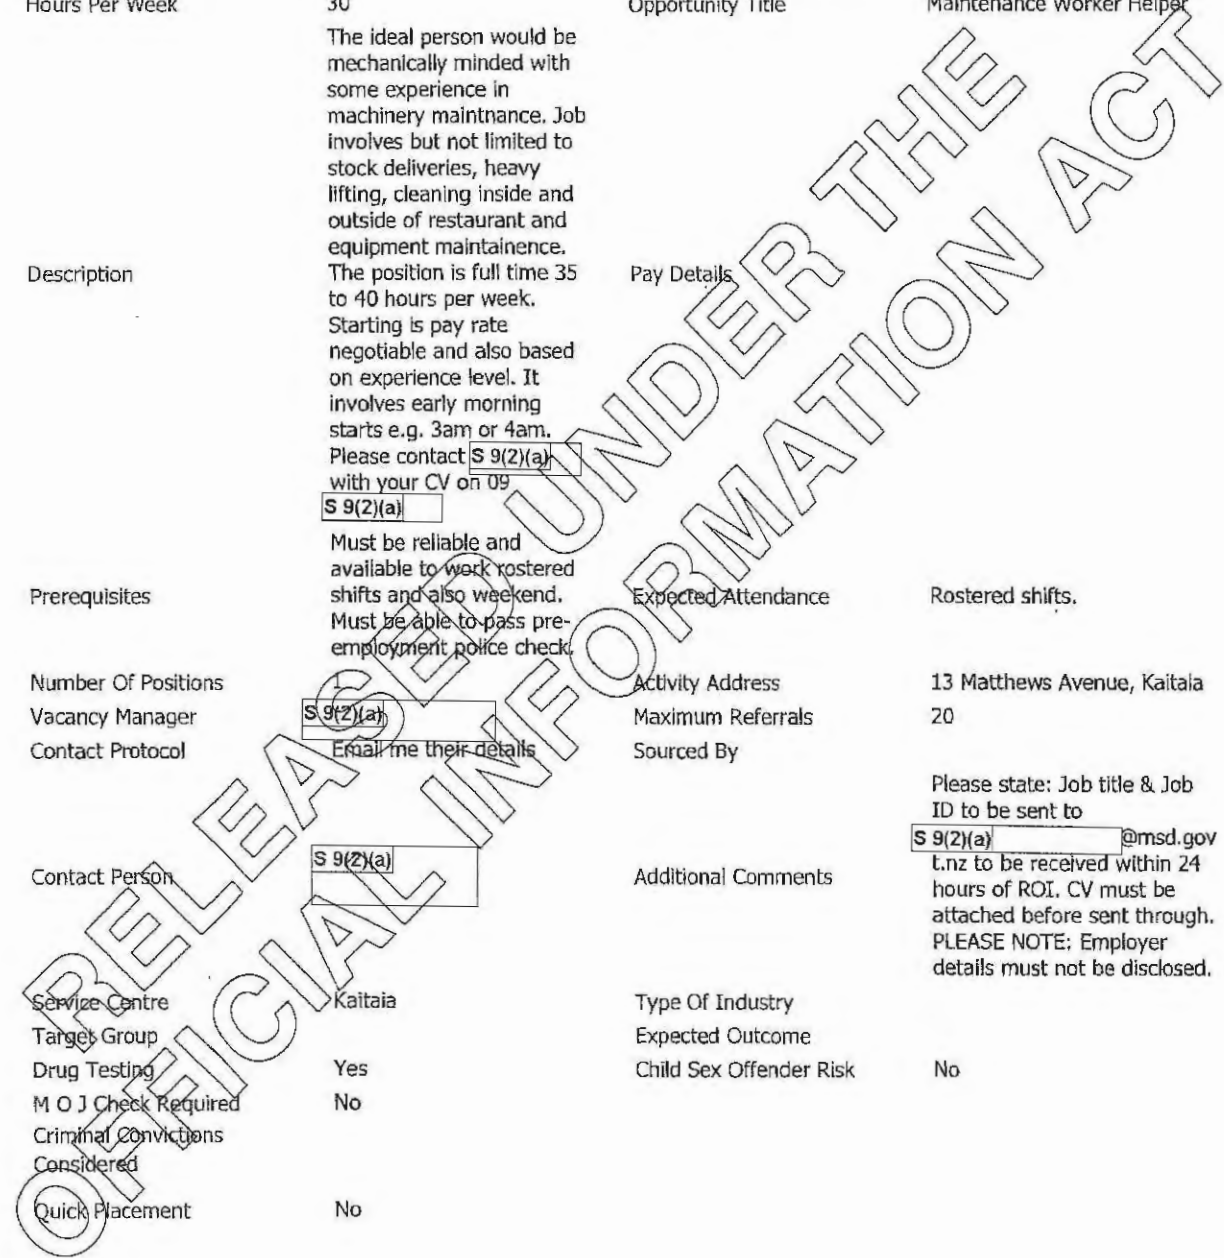 Hours Per Week 30 Opportunity Title Maintenance Worker Helper
The ideal person would be
mechanically minded with
some experience in
machinery maintnance. Job
involves but not limited to
stock deliveries, heavy
lifting, cleaning inside and
outside of restaurant and
equipment maintainence.
Description The position is full time 35 Pay Details
to 40 hours per week.
Starting is pay rate
negotiable and also based
on experience level. It
involves early morning
starts e.g. 3am or 4am.
Please contact S 9(2)(a)
with your CV on 09
S 9(2)(a)
Must be reliable and
available to work rostered
Prerequisites shifts and also weekend. Expected Attendance Rostered shifts.
Must be able to pass pre-
employment police check.
Number Of Positions 1 Activity Address 13 Matthews Avenue, Kaitaia
Vacancy Manager S 9(2)(a) Maximum Referrals 20
Contact Protocol Email me their details Sourced By
Please state: Job title & Job
ID to be sent to
S 9(2)(a) @msd.gov
Contact Person S 9(2)(a) Additional Comments t.nz to be received within 24
hours of ROI. CV must be
attached before sent through.
PLEASE NOTE: Employer
details must not be disclosed.
Service Centre Kaitaia Type Of Industry
Target Group Expected Outcome
Drug Testing Yes Child Sex Offender Risk No
M O J Check Required No
Criminal Convictions
Considered
Quick Placement No
RELEASED UNDER THE
OFFICIAL INFORMATION ACT